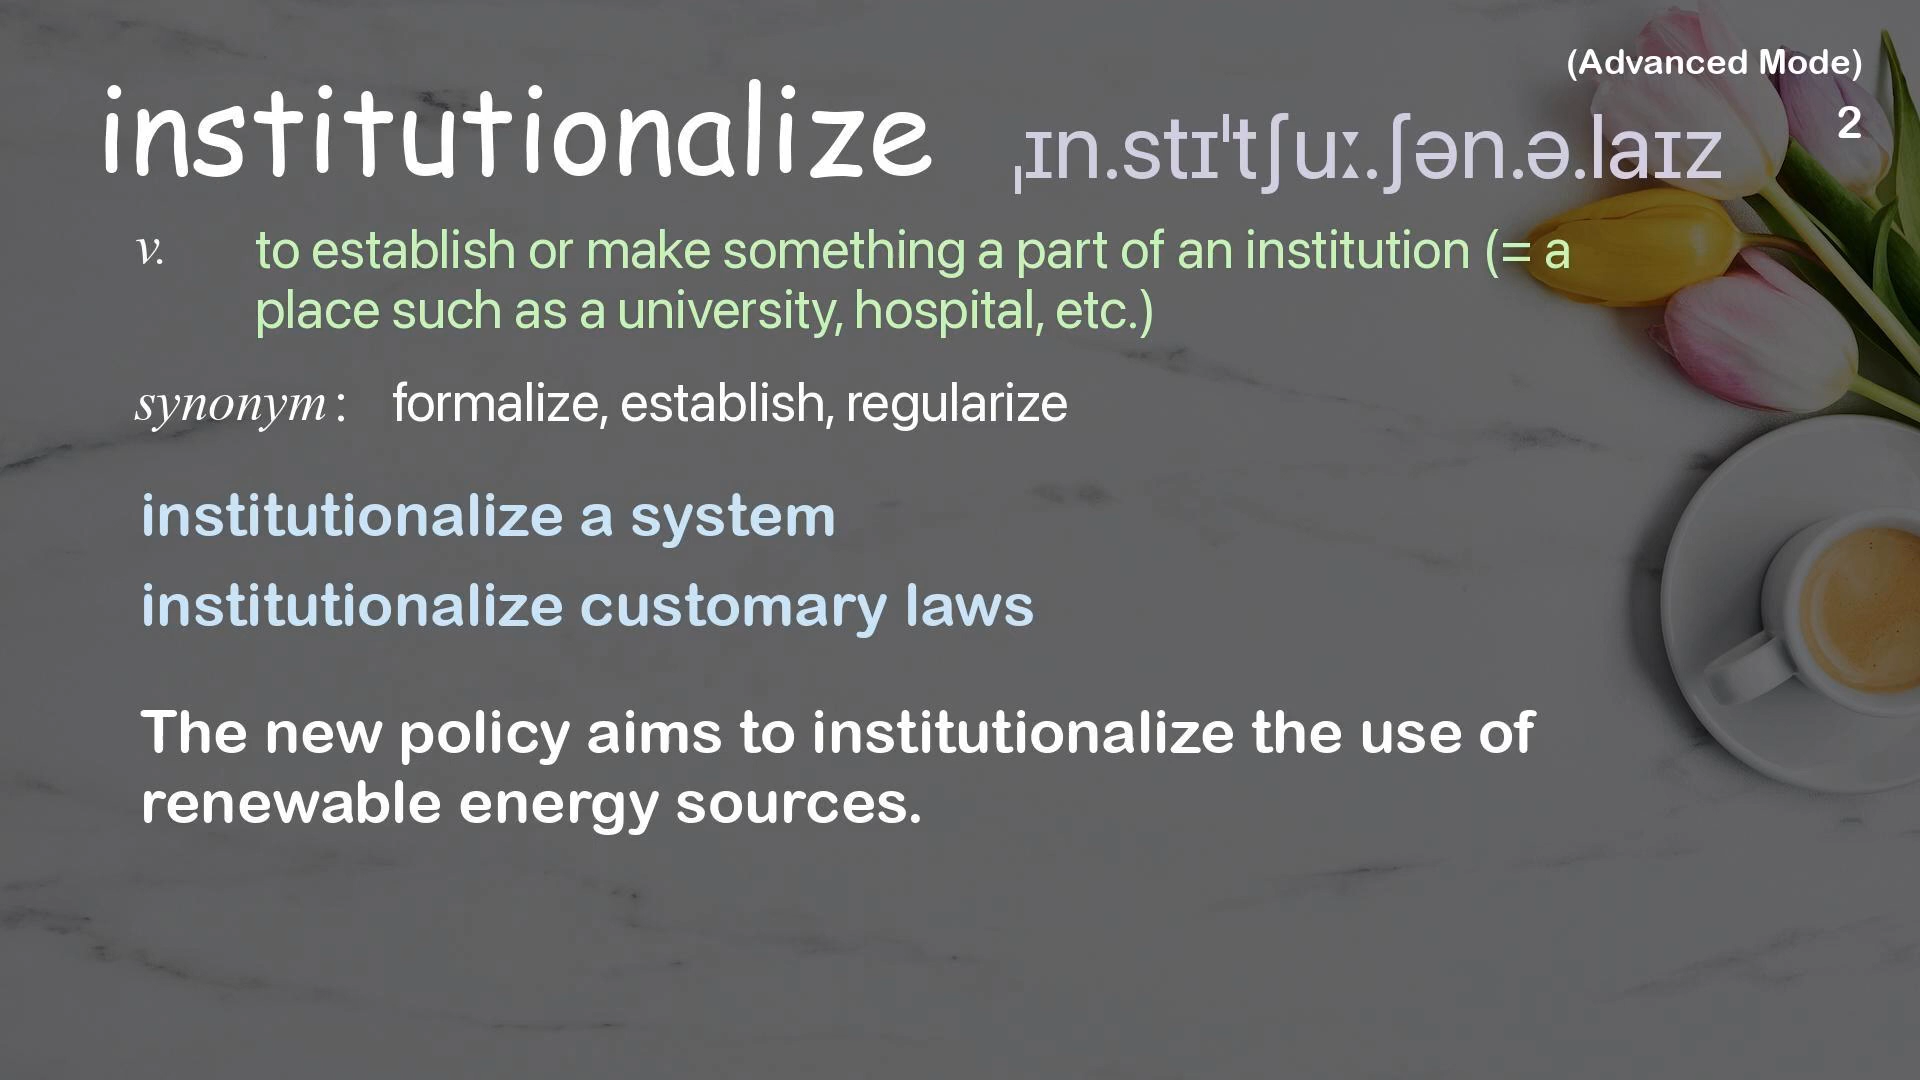 (Advanced Mode)
institutionalize ˌɪn.stɪˈtʃuː.ʃən.ə.laɪz 2
v. to establish or make something a part of an institution (= a
place such as a university, hospital, etc.)
synonym : formalize, establish, regularize
institutionalize a system
institutionalize customary laws
The new policy aims to institutionalize the use of
renewable energy sources.